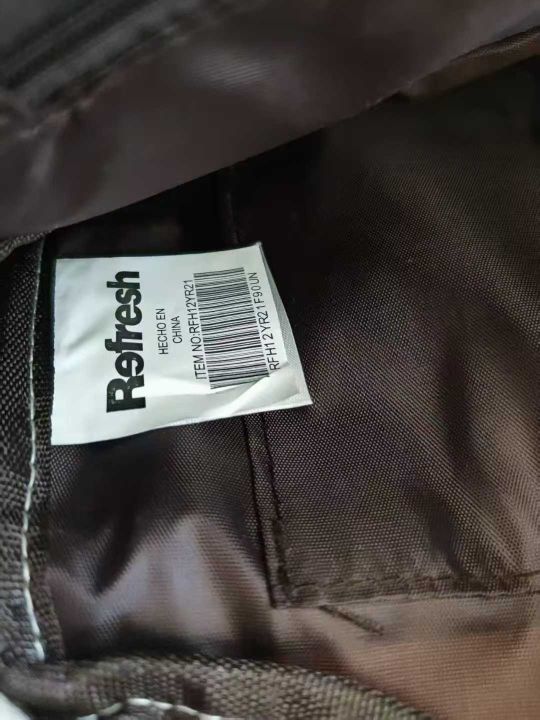 Refresh
HECHO EN
CHINA
ITEM NO:RFH12YR21
RFH12YR21F90UN